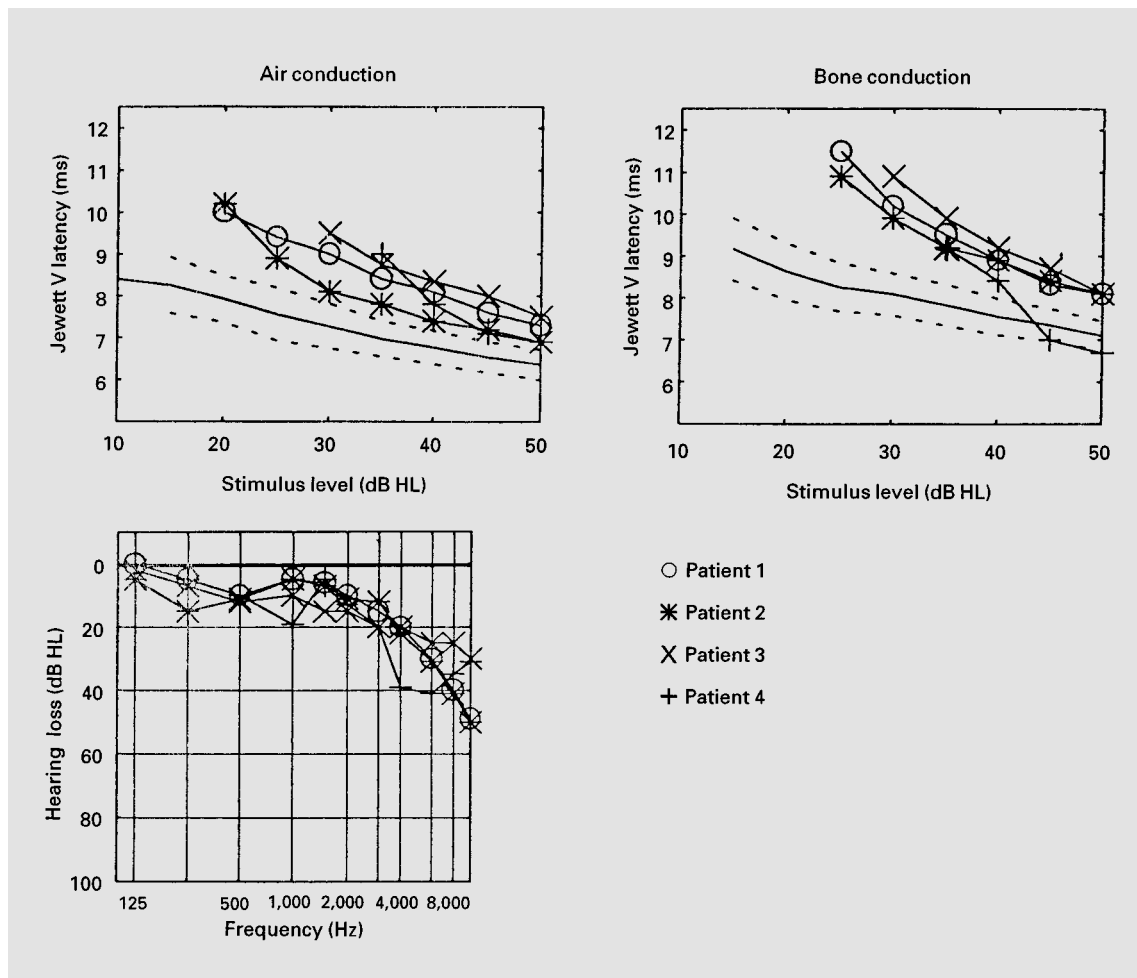 Air conduction
12
11
10
9
8
7
6
Jewett V latency (ms)
10 20 30 40 50
Stimulus level (dB HL)
Bone conduction
12
11
10
9
8
7
6
Jewett V latency (ms)
10 20 30 40 50
Stimulus level (dB HL)
0
20
40
60
80
100
Hearing loss (dB HL)
125 500 1,000 2,000 4,000 8,000
Frequency (Hz)
Patient 1
Patient 2
Patient 3
Patient 4